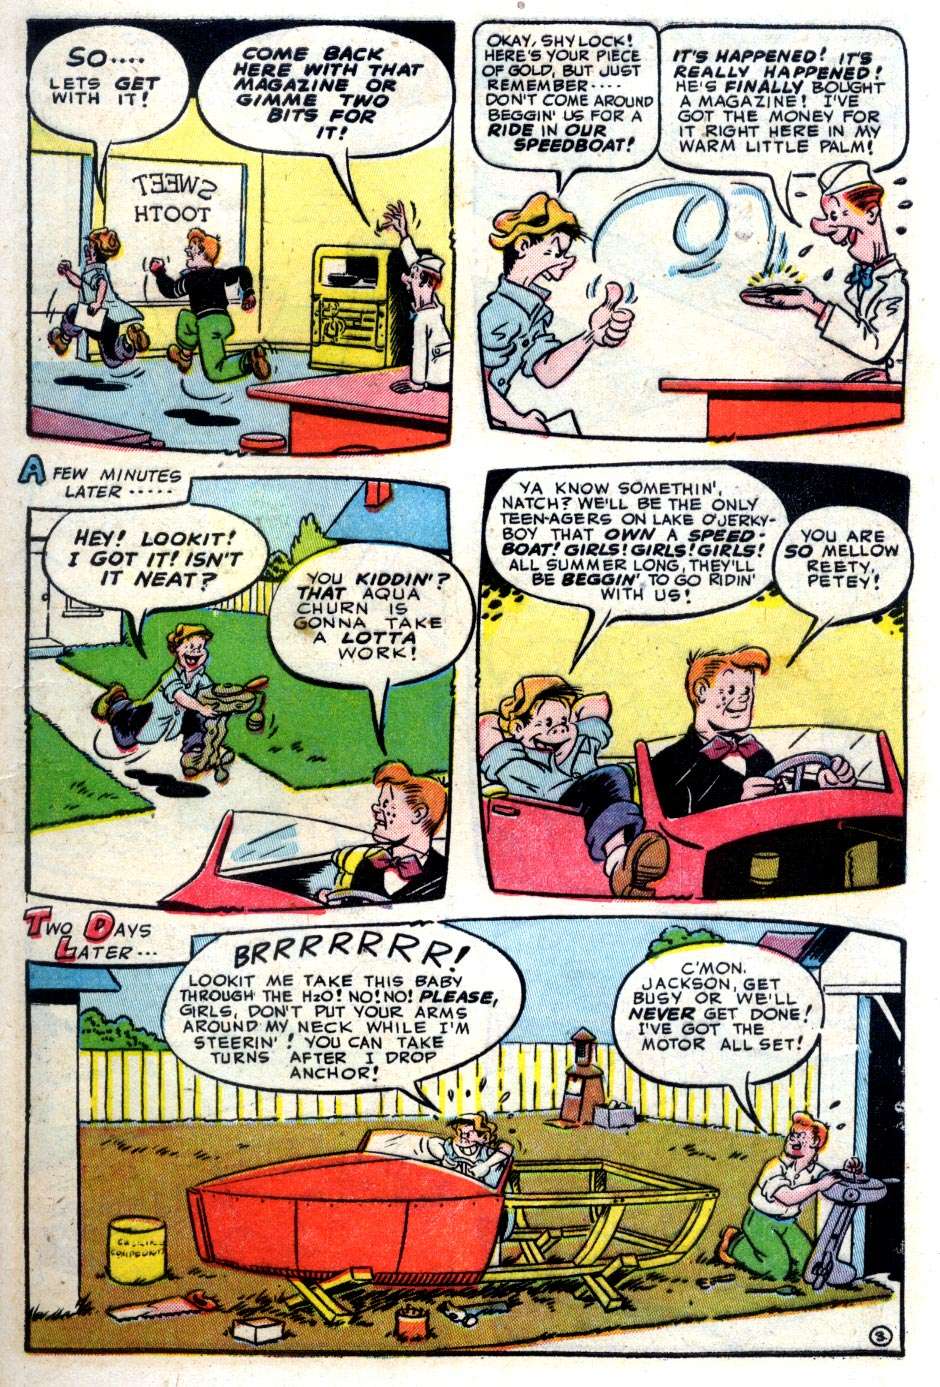 SO....
LETS GET
WITH IT!
COME BACK
HERE WITH THAT
MAGAZINE OR
GIMME TWO
BITS FOR
IT!
SWEET
TOOTH
OKAY, SHYLOCK!
HERE'S YOUR PIECE
OF GOLD, BUT JUST
REMEMBER----
DON'T COME AROUND
BEGGIN' US FOR A
RIDE IN OUR
SPEEDBOAT!
IT'S HAPPENED! IT'S
REALLY HAPPENED!
HE'S FINALLY BOUGHT
A MAGAZINE! I'VE
GOT THE MONEY FOR
IT RIGHT HERE IN MY
WARM LITTLE PALM!
A FEW MINUTES
LATER-----
HEY! LOOKIT!
I GOT IT! ISN'T
IT NEAT?
YOU KIDDIN'?
THAT AQUA
CHURN IS
GONNA TAKE
A LOTTA
WORK!
YA KNOW SOMETHIN',
NATCH? WE'LL BE THE ONLY
TEEN-AGERS ON LAKE O'JERKY-
BOY THAT OWN A SPEED-
BOAT! GIRLS! GIRLS! GIRLS!
ALL SUMMER LONG, THEY'LL
BE BEGGIN' TO GO RIDIN'
WITH US!
YOU ARE
SO MELLOW
REETY,
PETEY!
TWO DAYS
LATER---
BRRRRRRR!
LOOKIT ME TAKE THIS BABY
THROUGH THE H2O! NO! NO! PLEASE,
GIRLS, DON'T PUT YOUR ARMS
AROUND MY NECK WHILE I'M
STEERIN'! YOU CAN TAKE
TURNS AFTER I DROP
ANCHOR!
C'MON,
JACKSON, GET
BUSY OR WE'LL
NEVER GET DONE!
I'VE GOT THE
MOTOR ALL SET!
COMPOUND
3